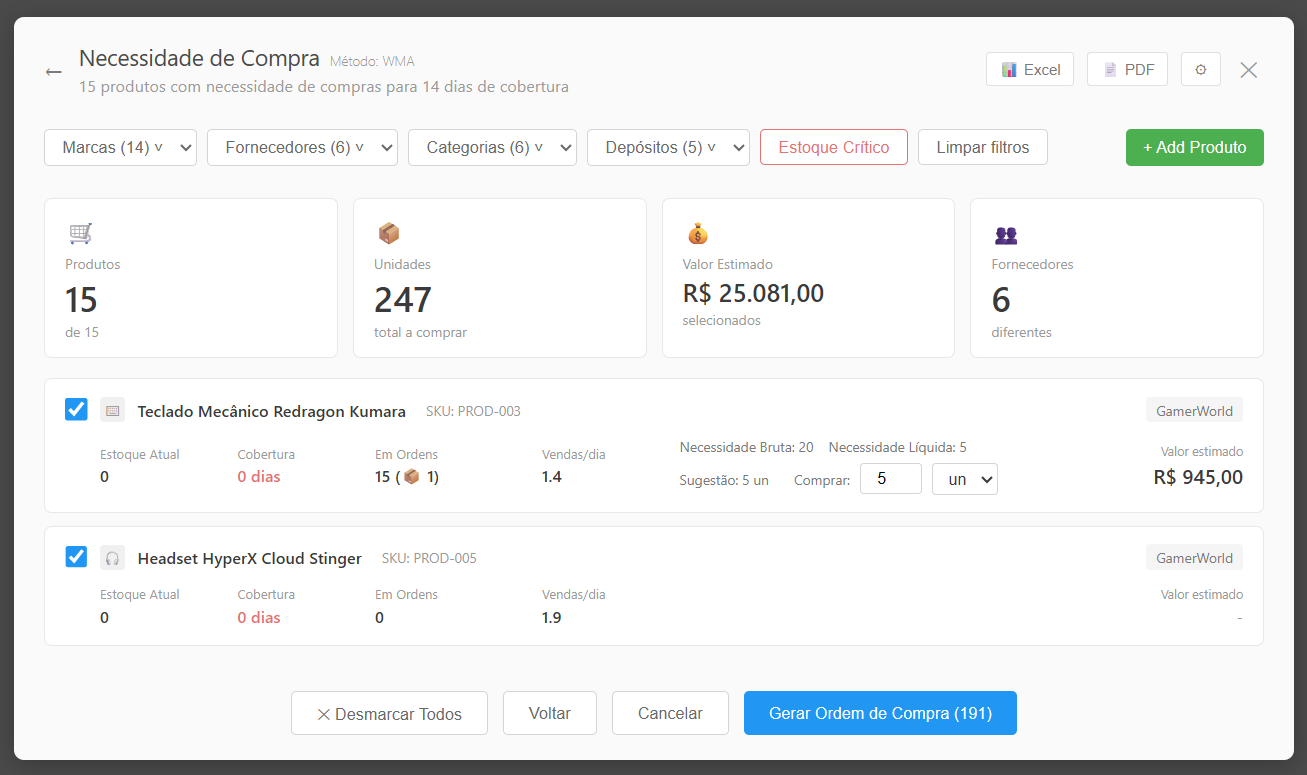 ← Necessidade de Compra Método: WMA
15 produtos com necessidade de compras para 14 dias de cobertura
Excel PDF
Marcas (14) v Fornecedores (6) v Categorias (6) v Depósitos (5) v Estoque Crítico Limpar filtros + Add Produto
Produtos
15
de 15
Unidades
247
total a comprar
Valor Estimado
R$ 25.081,00
selecionados
Fornecedores
6
diferentes
Teclado Mecânico Redragon Kumara SKU: PROD-003 GamerWorld
Estoque Atual
0
Cobertura
0 dias
Em Ordens
15 (📦 1)
Vendas/dia
1.4
Necessidade Bruta: 20 Necessidade Líquida: 5
Sugestão: 5 un Comprar: 5 un
Valor estimado
R$ 945,00
Headset HyperX Cloud Stinger SKU: PROD-005 GamerWorld
Estoque Atual
0
Cobertura
0 dias
Em Ordens
0
Vendas/dia
1.9
Valor estimado
-
✕ Desmarcar Todos Voltar Cancelar Gerar Ordem de Compra (191)